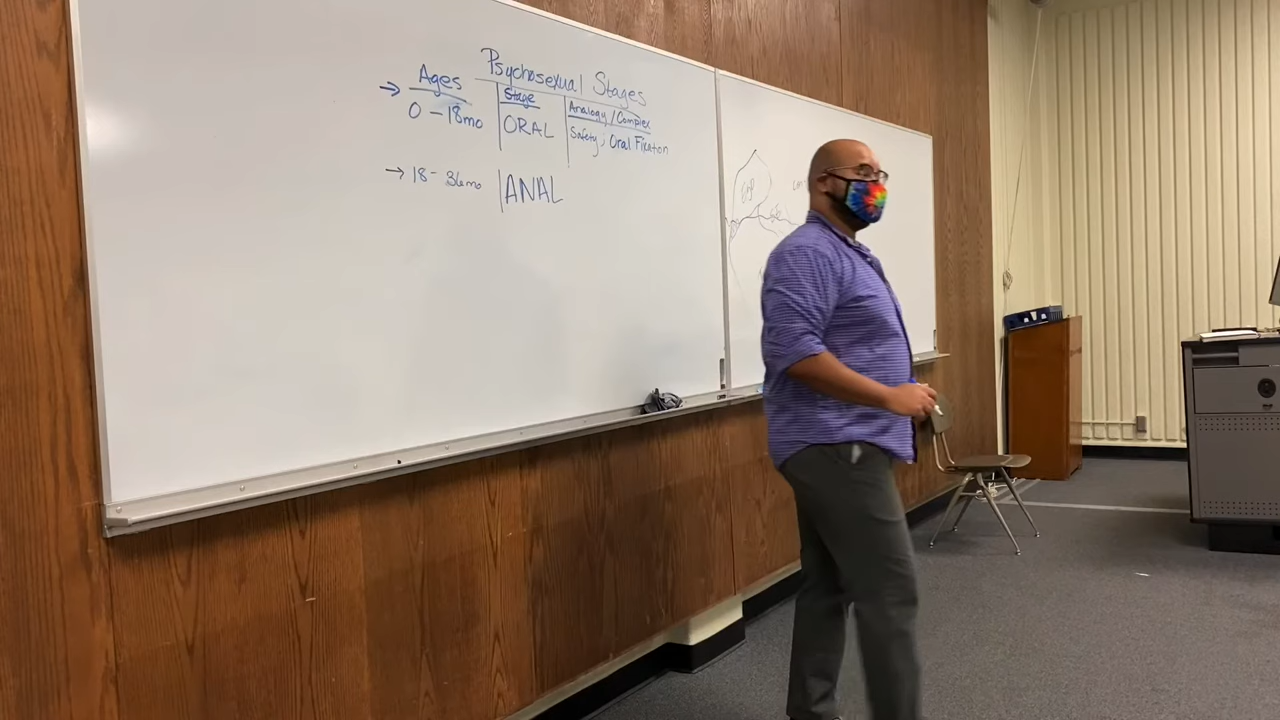 Psychosexual Stages
→ Ages | Stage | Analogy / Complex
0 - 18mo | ORAL | Safety; Oral Fixation
→ 18 - 36mo | ANAL